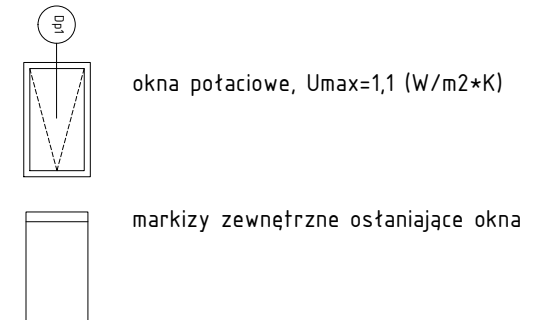 Dp1
okna połaciowe, Umax=1,1 (W/m2*K)
markizy zewnętrzne osłaniające okna